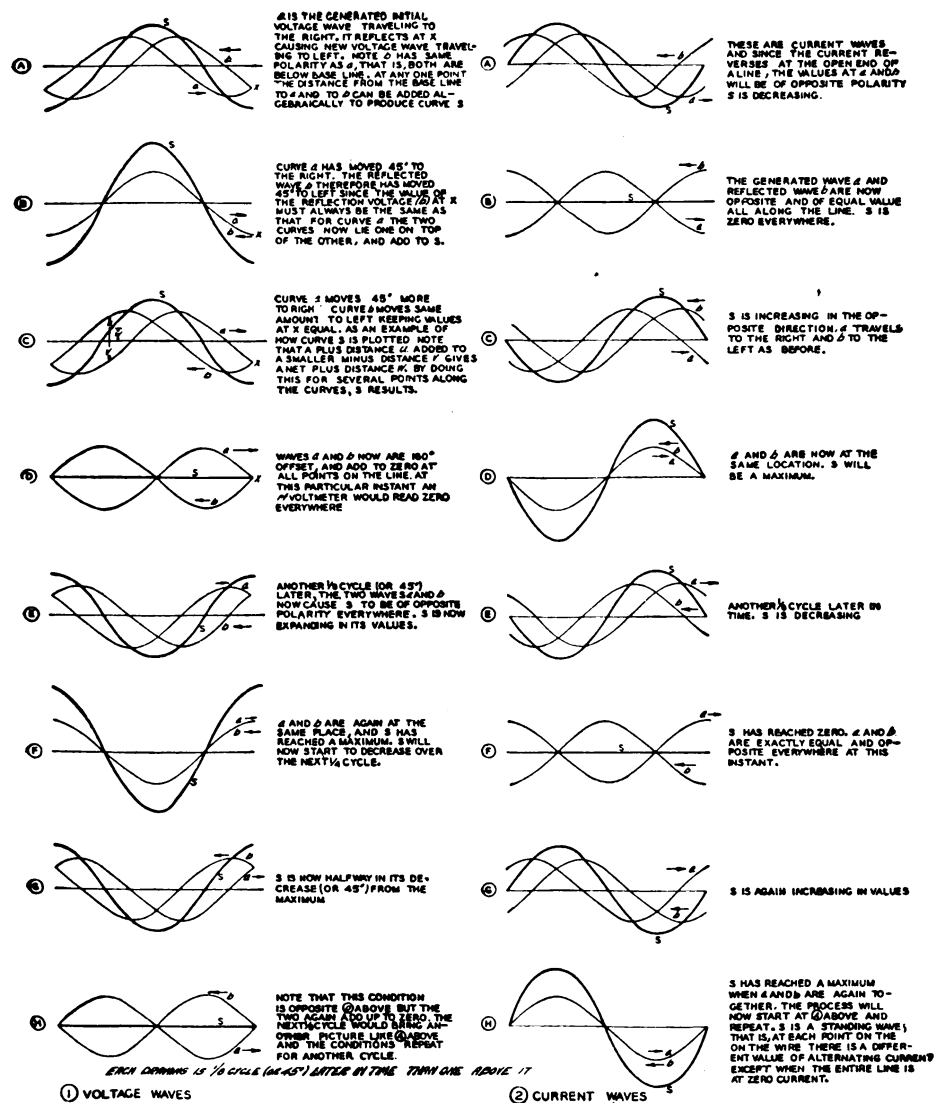 a IS THE GENERATED INITIAL
VOLTAGE WAVE TRAVELING TO
THE RIGHT. IT REFLECTS AT X
CAUSING NEW VOLTAGE WAVE TRAVEL-
ING TO LEFT. NOTE b HAS SAME
POLARITY AS a, THAT IS, BOTH ARE
BELOW BASE LINE. AT ANY ONE POINT
THE DISTANCE FROM THE BASE LINE
TO a AND TO b CAN BE ADDED AL-
GEBRAICALLY TO PRODUCE CURVE S
A
S
b
a
X
CURVE a HAS MOVED 45° TO
THE RIGHT. THE REFLECTED
WAVE b THEREFORE HAS MOVED
45° TO LEFT SINCE THE VALUE OF
THE REFLECTION VOLTAGE (b) AT X
MUST ALWAYS BE THE SAME AS
THAT FOR CURVE a THE TWO
CURVES NOW LIE ONE ON TOP
OF THE OTHER, AND ADD TO S.
B
S
a
b
X
CURVE a MOVES 45° MORE
TO RIGH CURVE b MOVES SAME
AMOUNT TO LEFT KEEPING VALUES
AT X EQUAL. AS AN EXAMPLE OF
HOW CURVE S IS PLOTTED NOTE
THAT A PLUS DISTANCE U. ADDED TO
A SMALLER MINUS DISTANCE V GIVES
A NET PLUS DISTANCE W. BY DOING
THIS FOR SEVERAL POINTS ALONG
THE CURVES, S RESULTS.
C
S
a
b
X
WAVES a AND b NOW ARE 180°
OFFSET, AND ADD TO ZERO AT
ALL POINTS ON THE LINE. AT
THIS PARTICULAR INSTANT AN
VOLTMETER WOULD READ ZERO
EVERYWHERE
D
a
S
b
X
ANOTHER 1/8 CYCLE (OR 45°)
LATER, THE TWO WAVES a AND b
NOW CAUSE S TO BE OF OPPOSITE
POLARITY EVERYWHERE. S IS NOW
EXPANDING IN ITS VALUES.
E
a
S
b
a AND b ARE AGAIN AT THE
SAME PLACE, AND S HAS
REACHED A MAXIMUM. S WILL
NOW START TO DECREASE OVER
THE NEXT 1/4 CYCLE.
F
a
b
S
S IS NOW HALFWAY IN ITS DE-
CREASE (OR 45°) FROM THE
MAXIMUM
G
b
S
a
NOTE THAT THIS CONDITION
IS OPPOSITE D ABOVE BUT THE
TWO AGAIN ADD UP TO ZERO. THE
NEXT CYCLE WOULD BRING AN-
OTHER PICTURE LIKE A ABOVE
AND THE CONDITIONS REPEAT
FOR ANOTHER CYCLE.
H
b
S
a
EACH DRAWING IS 1/8 CYCLE (OR 45°) LATER IN TIME THAN ONE ABOVE IT
1 VOLTAGE WAVES
THESE ARE CURRENT WAVES
AND SINCE THE CURRENT RE-
VERSES AT THE OPEN END OF
A LINE, THE VALUES AT a AND b
WILL BE OF OPPOSITE POLARITY
S IS DECREASING.
A
b
a
S
THE GENERATED WAVE a AND
REFLECTED WAVE b ARE NOW
OPPOSITE AND OF EQUAL VALUE
ALL ALONG THE LINE. S IS
ZERO EVERYWHERE.
B
b
S
a
S IS INCREASING IN THE OP-
POSITE DIRECTION. a TRAVELS
TO THE RIGHT AND b TO THE
LEFT AS BEFORE.
C
S
b
a
a AND b ARE NOW AT THE
SAME LOCATION. S WILL
BE A MAXIMUM.
D
S
b
a
ANOTHER 1/8 CYCLE LATER IN
TIME. S IS DECREASING
E
S
a
b
S HAS REACHED ZERO. a AND b
ARE EXACTLY EQUAL AND OP-
POSITE EVERYWHERE AT THIS
INSTANT.
F
a
S
b
S IS AGAIN INCREASING IN VALUES
G
a
b
S
S HAS REACHED A MAXIMUM
WHEN a AND b ARE AGAIN TO-
GETHER. THE PROCESS WILL
NOW START AT A ABOVE AND
REPEAT. S IS A STANDING WAVE,
THAT IS, AT EACH POINT ON THE
ON THE WIRE THERE IS A DIFFER-
ENT VALUE OF ALTERNATING CURRENT
EXCEPT WHEN THE ENTIRE LINE IS
AT ZERO CURRENT.
H
a
b
S
2 CURRENT WAVES